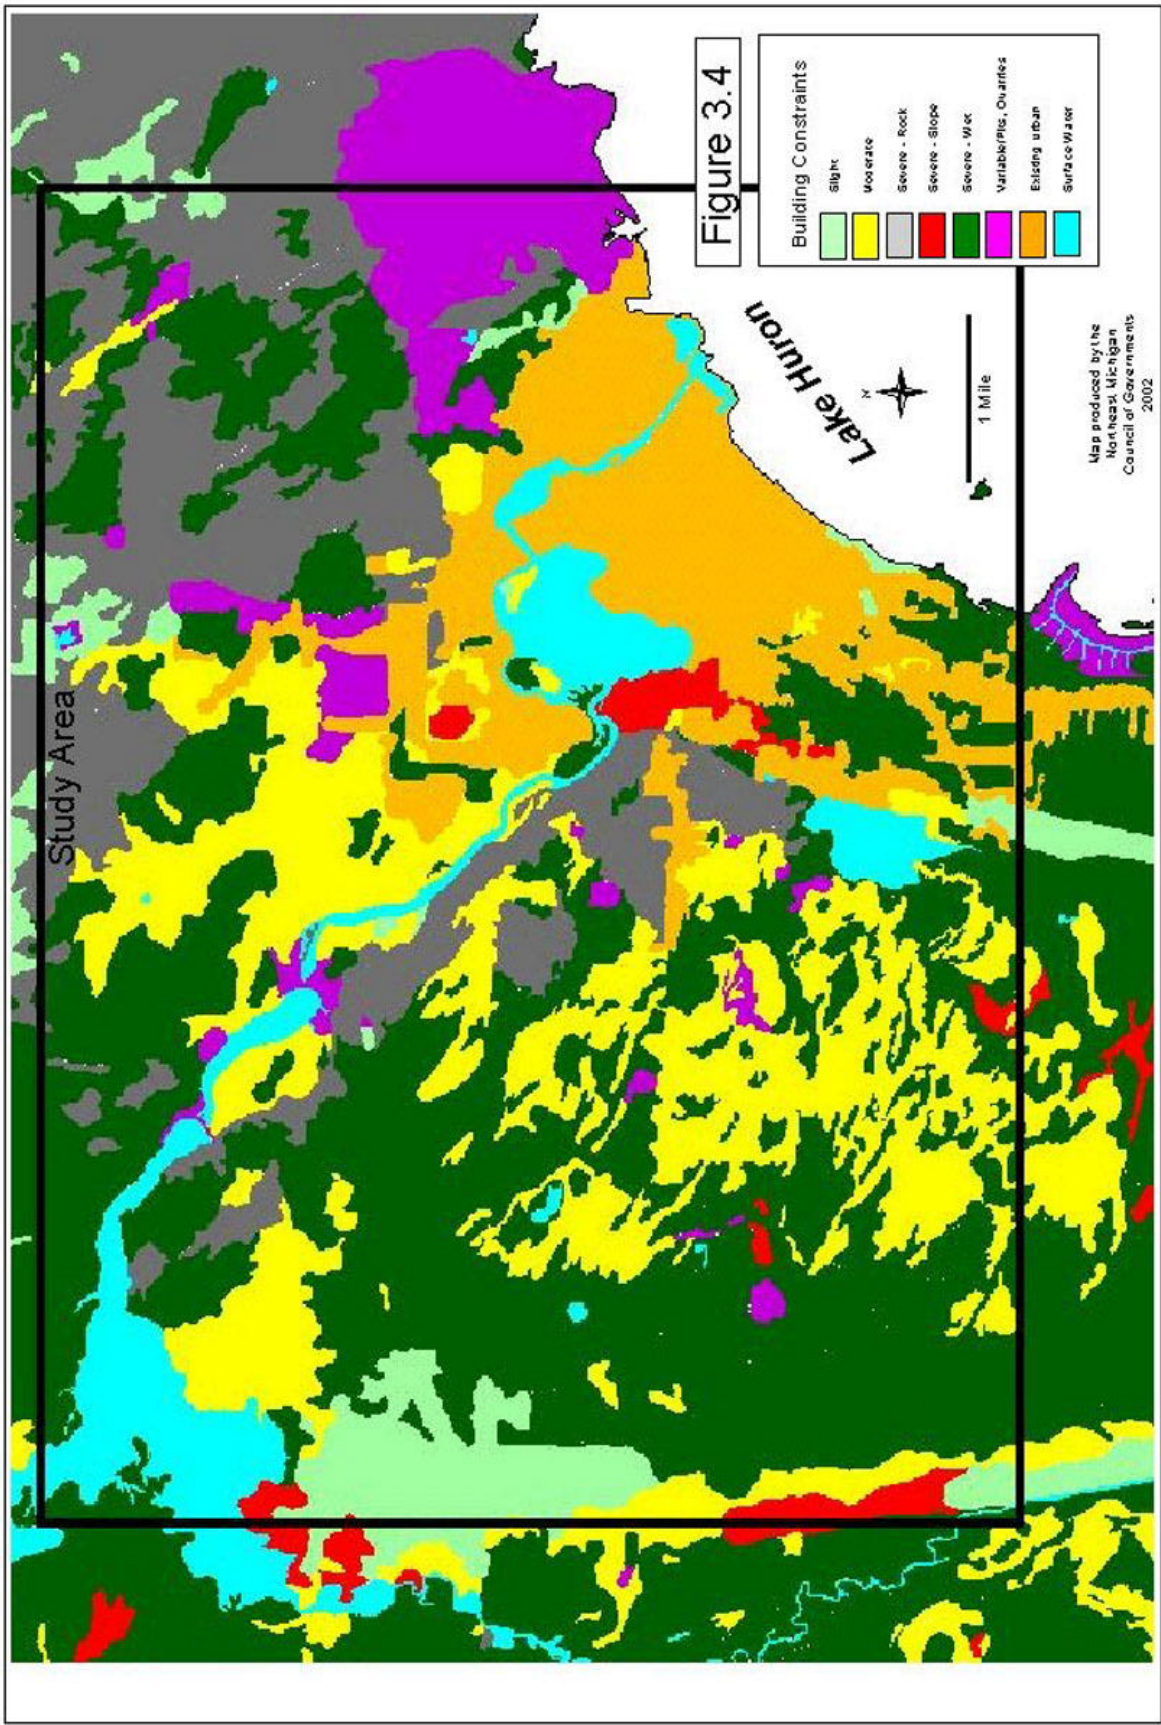 Study Area
Figure 3.4
Building Constraints
Slight
Moderate
Severe - Rock
Severe - Slope
Severe - Wet
Variable/Pits, Quarries
Existing urban
Surface Water
Lake Huron
N
1 Mile
Map produced by the
Northeast Michigan
Council of Governments
2002